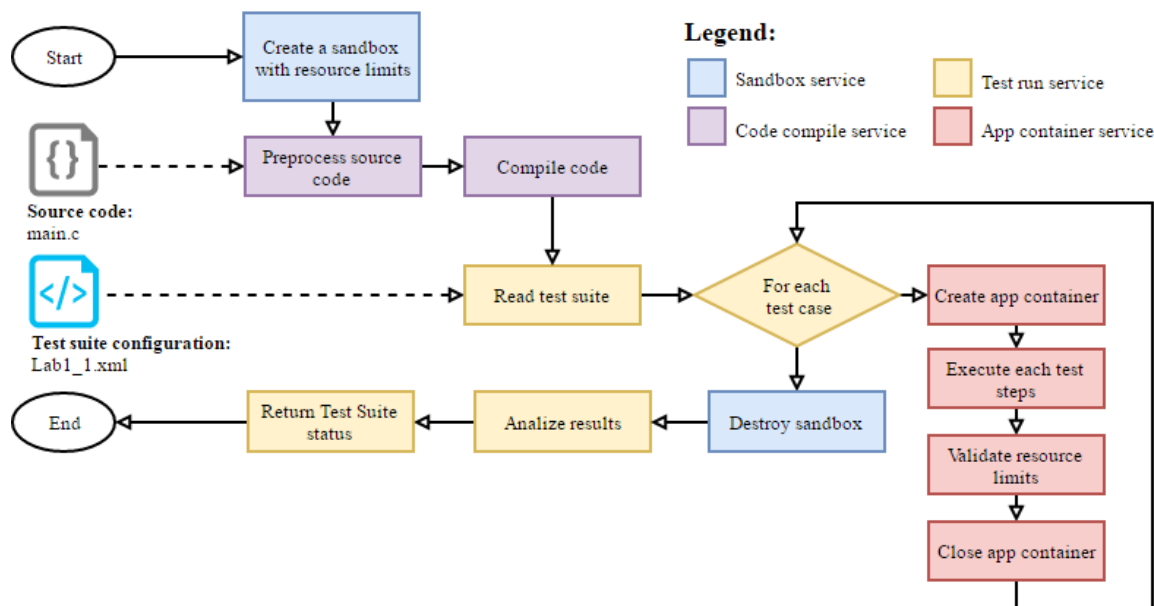 Start
Create a sandbox
with resource limits
Legend:
Sandbox service
Test run service
Code compile service
App container service
{}
Preprocess source
code
Compile code
Source code:
main.c
</>
Read test suite
For each
test case
Create app container
Test suite configuration:
Lab1_1.xml
Execute each test
steps
End
Return Test Suite
status
Analize results
Destroy sandbox
Validate resource
limits
Close app container